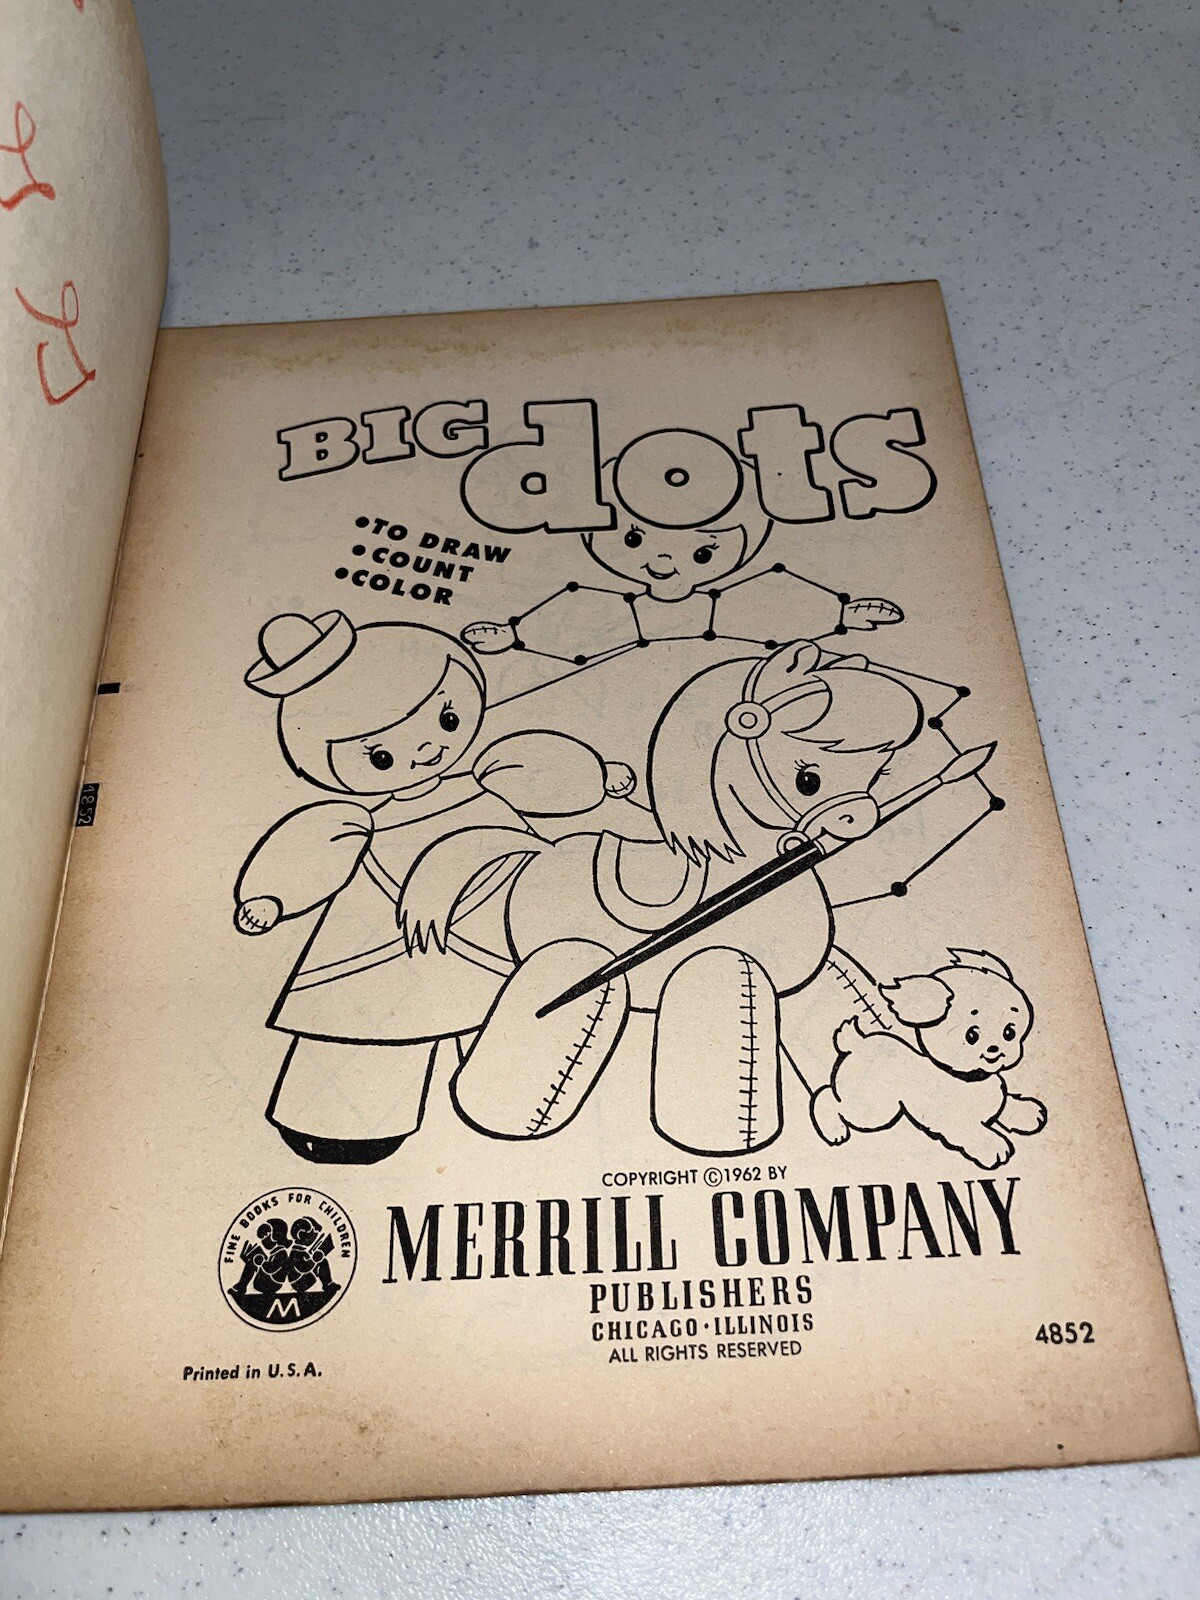 BIG dots
•TO DRAW
•COUNT
•COLOR
4852
COPYRIGHT ©1962 BY
MERRILL COMPANY
PUBLISHERS
CHICAGO•ILLINOIS
ALL RIGHTS RESERVED
FINE BOOKS FOR CHILDREN
M
4852
Printed in U.S.A.